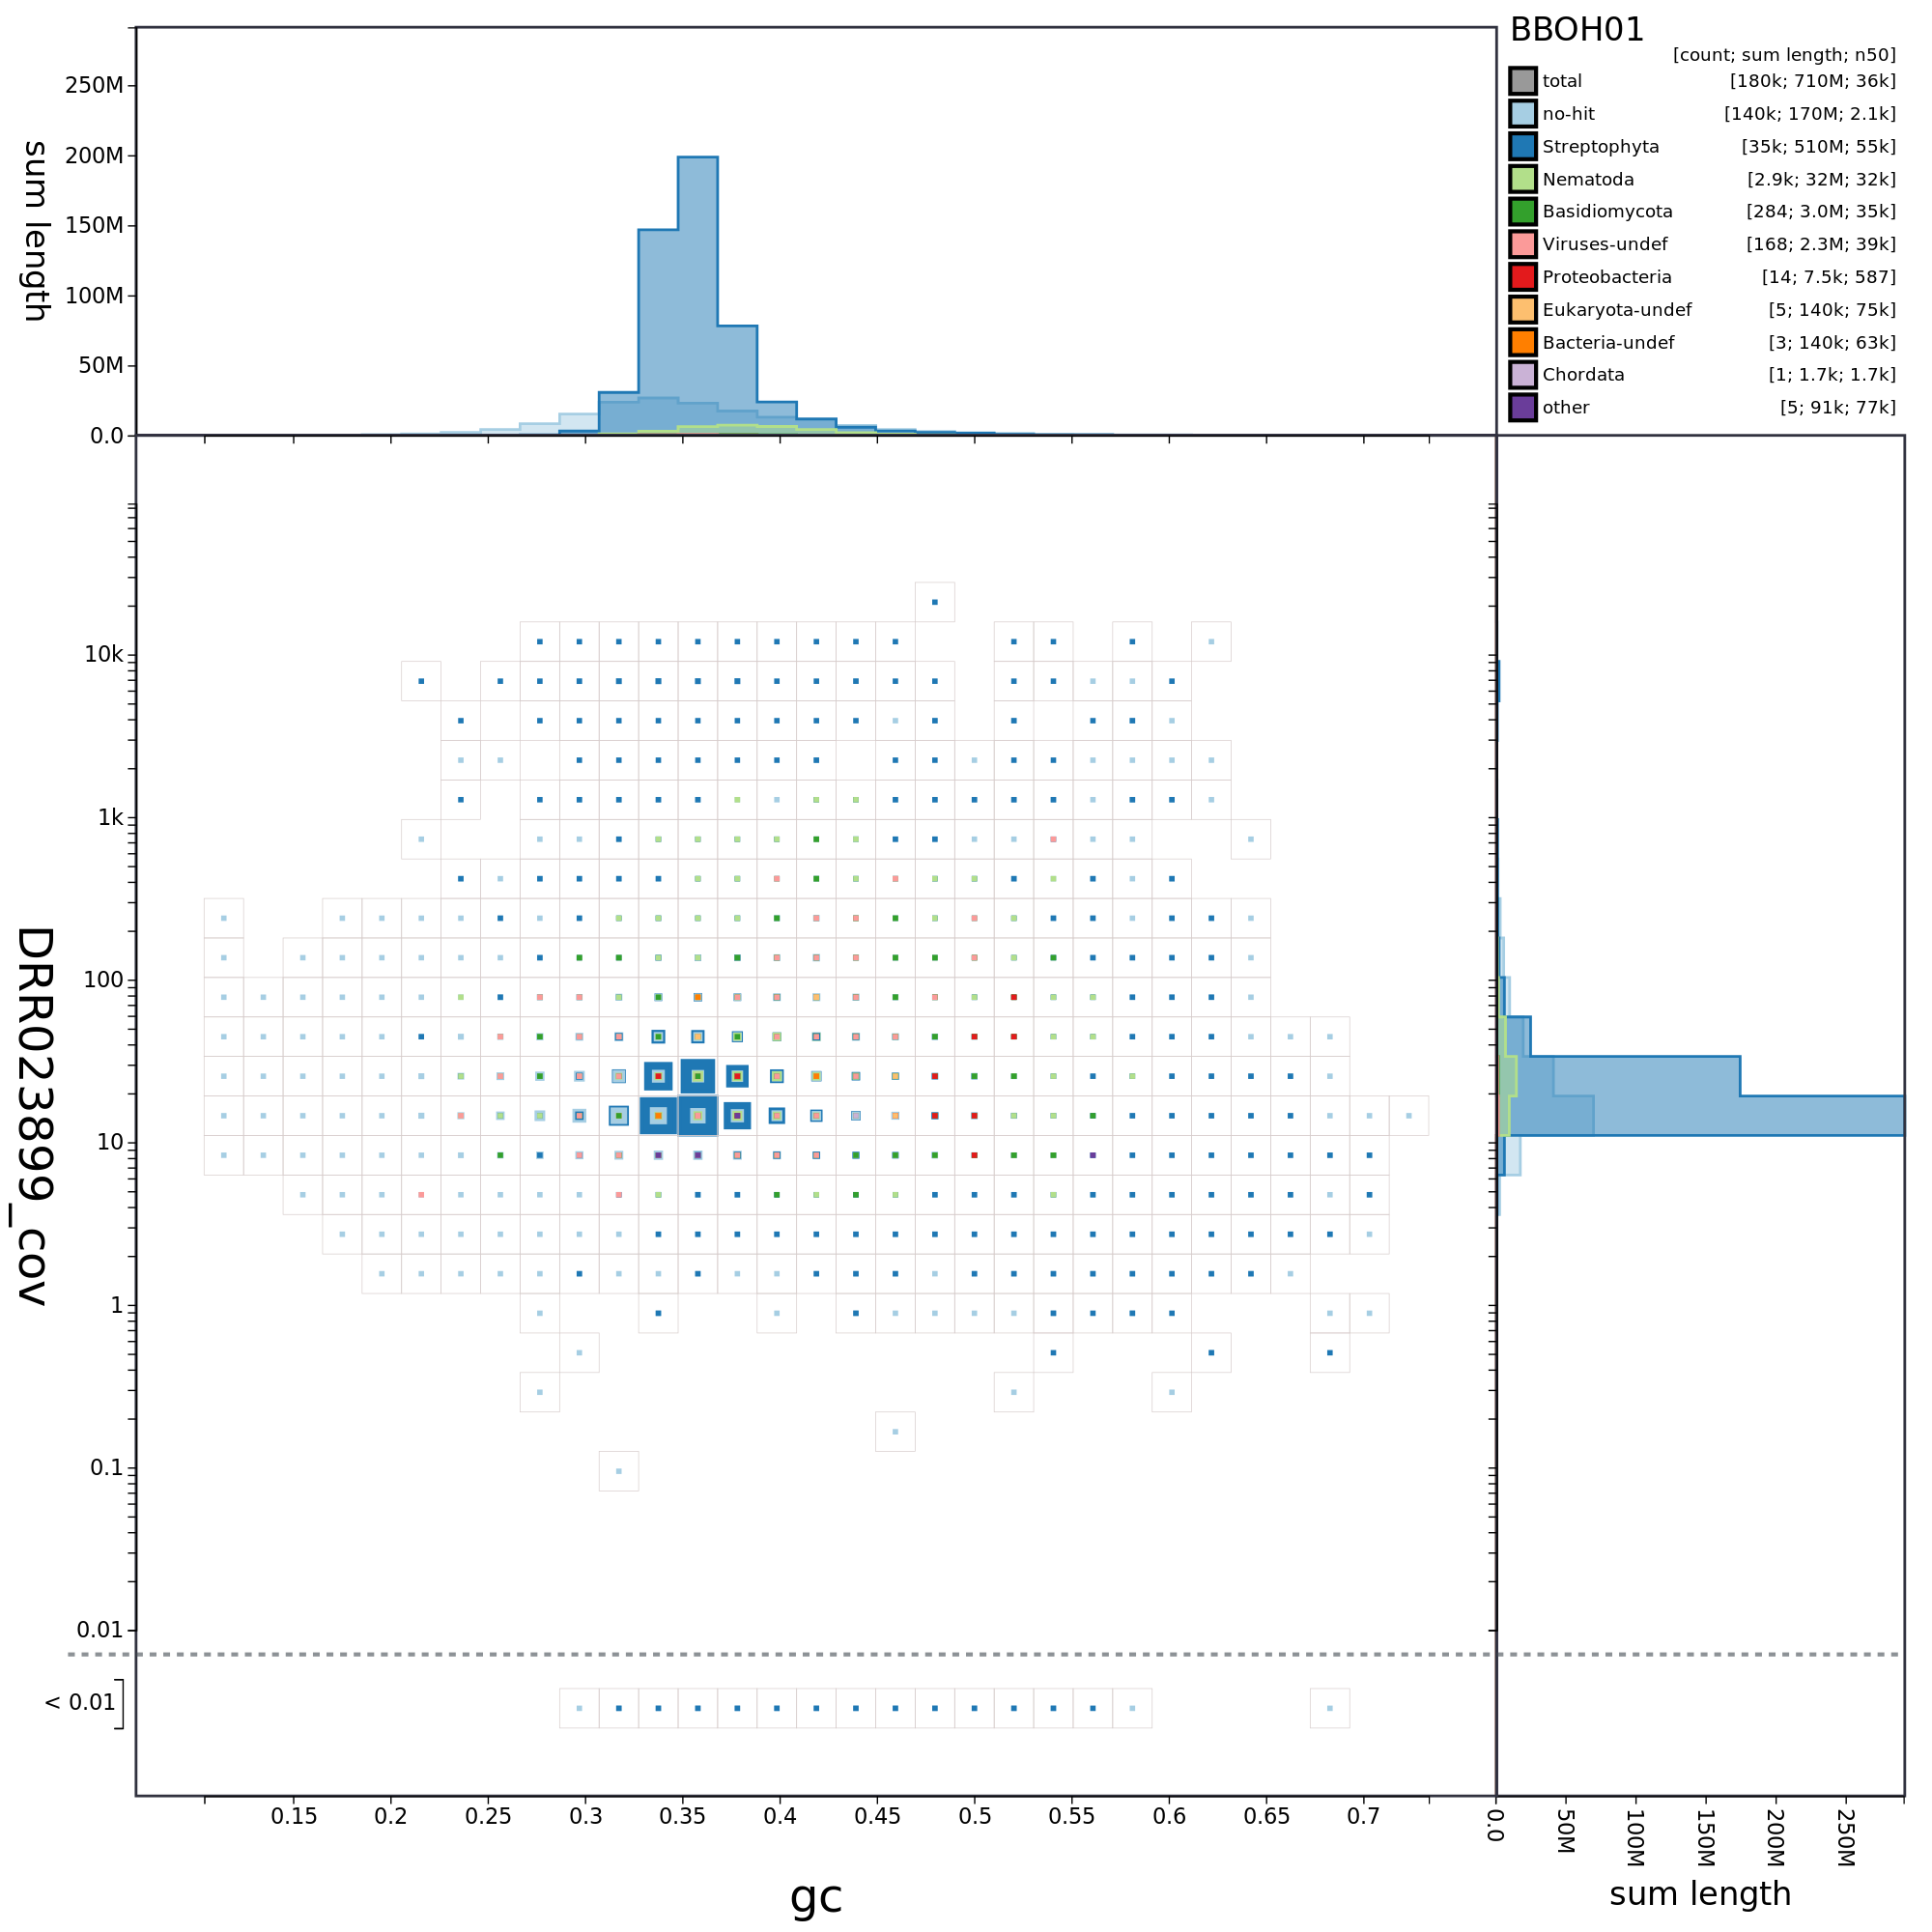 BBOH01
[count; sum length; n50]
total [180k; 710M; 36k]
no-hit [140k; 170M; 2.1k]
Streptophyta [35k; 510M; 55k]
Nematoda [2.9k; 32M; 32k]
Basidiomycota [284; 3.0M; 35k]
Viruses-undef [168; 2.3M; 39k]
Proteobacteria [14; 7.5k; 587]
Eukaryota-undef [5; 140k; 75k]
Bacteria-undef [3; 140k; 63k]
Chordata [1; 1.7k; 1.7k]
other [5; 91k; 77k]
sum length
250M
200M
150M
100M
50M
0.0
DRR023899_cov
10k
1k
100
10
1
0.1
0.01
< 0.01
0.15 0.2 0.25 0.3 0.35 0.4 0.45 0.5 0.55 0.6 0.65 0.7
gc
0.0 50M 100M 150M 200M 250M
sum length